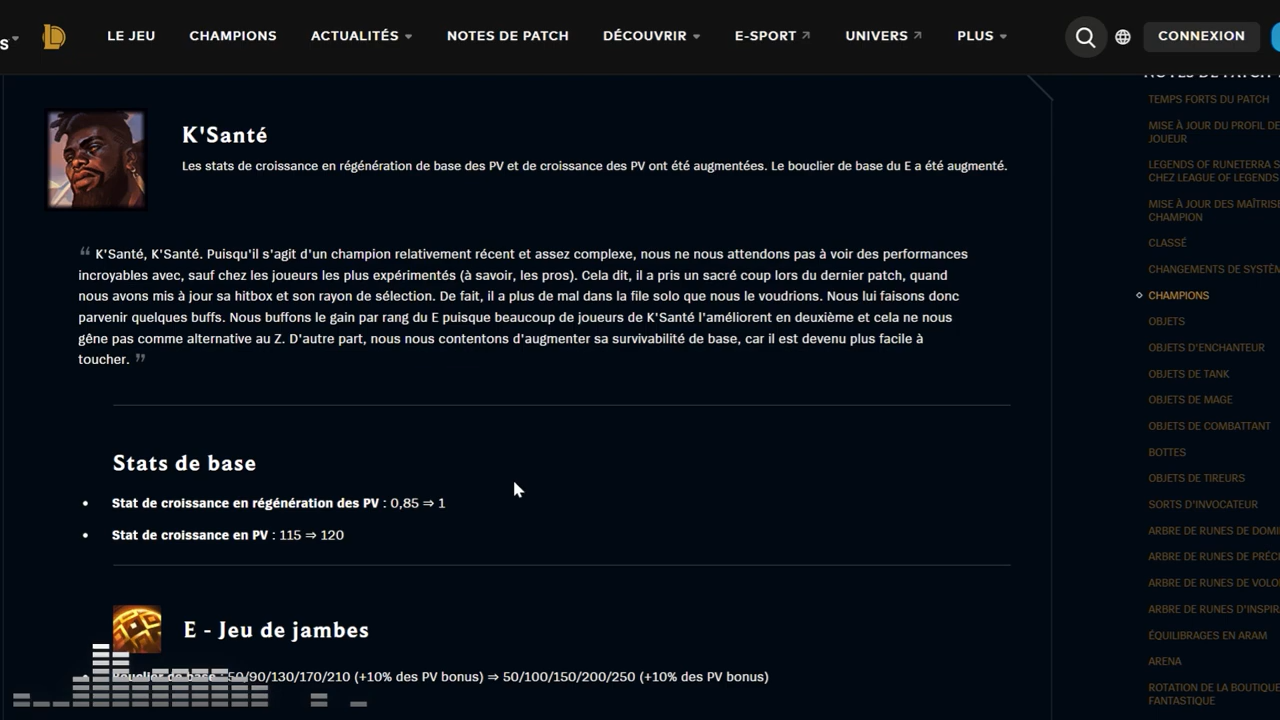 S
LE JEU CHAMPIONS ACTUALITÉS NOTES DE PATCH DÉCOUVRIR E-SPORT UNIVERS PLUS CONNEXION
K'Santé
Les stats de croissance en régénération de base des PV et de croissance des PV ont été augmentées. Le bouclier de base du E a été augmenté.
“ K'Santé, K'Santé. Puisqu'il s'agit d'un champion relativement récent et assez complexe, nous ne nous attendons pas à voir des performances
incroyables avec, sauf chez les joueurs les plus expérimentés (à savoir, les pros). Cela dit, il a pris un sacré coup lors du dernier patch, quand
nous avons mis à jour sa hitbox et son rayon de sélection. De fait, il a plus de mal dans la file solo que nous le voudrions. Nous lui faisons donc
parvenir quelques buffs. Nous buffons le gain par rang du E puisque beaucoup de joueurs de K'Santé l'améliorent en deuxième et cela ne nous
gêne pas comme alternative au Z. D'autre part, nous nous contentons d'augmenter sa survivabilité de base, car il est devenu plus facile à
toucher. ”
Stats de base
• Stat de croissance en régénération des PV : 0,85 ⇒ 1
• Stat de croissance en PV : 115 ⇒ 120
E - Jeu de jambes
• Bouclier de base : 50/90/130/170/210 (+10% des PV bonus) ⇒ 50/100/150/200/250 (+10% des PV bonus)
NOTES DE PATCH
TEMPS FORTS DU PATCH
MISE À JOUR DU PROFIL DE
JOUEUR
LEGENDS OF RUNETERRA S
CHEZ LEAGUE OF LEGENDS
MISE À JOUR DES MAÎTRISE
CHAMPION
CLASSÉ
CHANGEMENTS DE SYSTÈM
CHAMPIONS
OBJETS
OBJETS D'ENCHANTEUR
OBJETS DE TANK
OBJETS DE MAGE
OBJETS DE COMBATTANT
BOTTES
OBJETS DE TIREURS
SORTS D'INVOCATEUR
ARBRE DE RUNES DE DOMI
ARBRE DE RUNES DE PRÉCI
ARBRE DE RUNES DE VOLO
ARBRE DE RUNES D'INSPIR
ÉQUILIBRAGES EN ARAM
ARENA
ROTATION DE LA BOUTIQUE
FANTASTIQUE